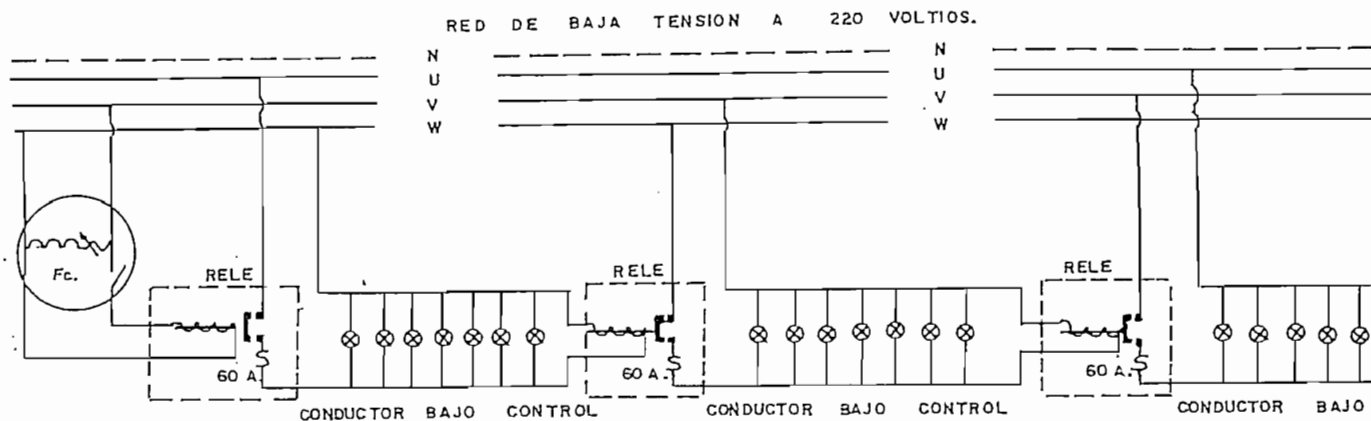 RED DE BAJA TENSION A 220 VOLTIOS.
N N
U U
V V
W W
Fc.
RELE RELE RELE
60 A. 60 A. 60 A.
CONDUCTOR BAJO CONTROL CONDUCTOR BAJO CONTROL CONDUCTOR BAJO